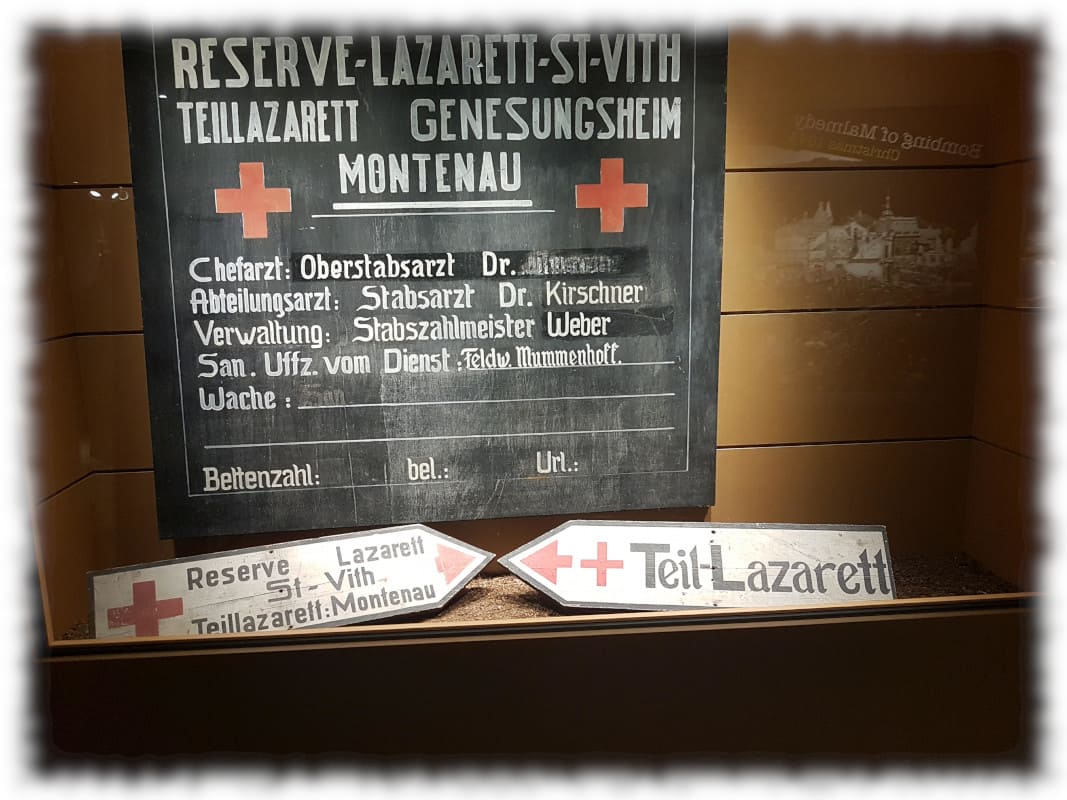 RESERVE-LAZARETT-ST-VITH
TEILLAZARETT GENESUNGSHEIM
MONTENAU
Chefarzt: Oberstabsarzt Dr.
Abteilungsarzt: Stabsarzt Dr. Kirschner
Verwaltung: Stabszahlmeister Weber
San. Uffz. vom Dienst: Feldw. Mummenhoff.
Wache :
Bettenzahl: bel.: Url.:
Reserve Lazarett
St-Vith
Teillazarett: Montenau
Teil-Lazarett
Bombing of Malmedy
Christmas